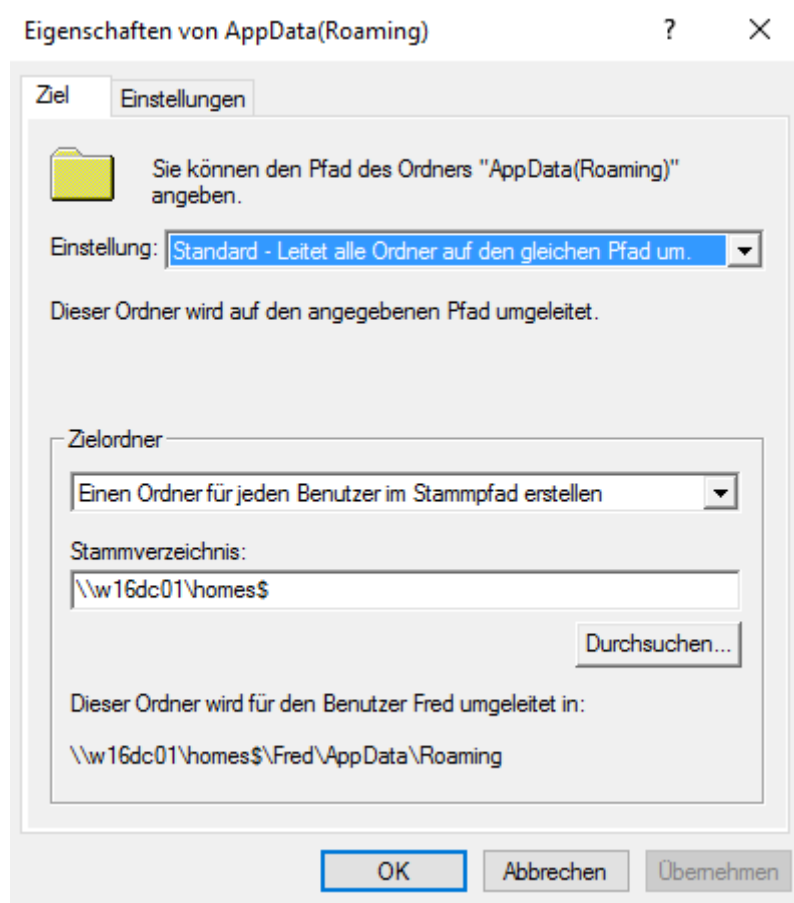 Eigenschaften von AppData(Roaming)
Ziel
Einstellungen
Sie können den Pfad des Ordners "AppData(Roaming)"
angeben.
Einstellung: Standard - Leitet alle Ordner auf den gleichen Pfad um.
Dieser Ordner wird auf den angegebenen Pfad umgeleitet.
Zielordner
Einen Ordner für jeden Benutzer im Stammpfad erstellen
Stammverzeichnis:
\\w16dc01\homes$
Durchsuchen...
Dieser Ordner wird für den Benutzer Fred umgeleitet in:
\\w16dc01\homes$\Fred\AppData\Roaming
OK
Abbrechen
Übernehmen